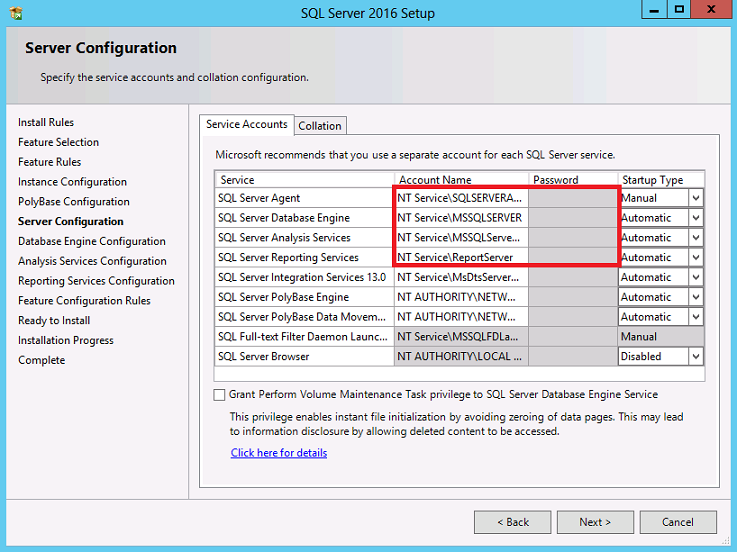 SQL Server 2016 Setup
Server Configuration
Specify the service accounts and collation configuration.
Install Rules
Feature Selection
Feature Rules
Instance Configuration
PolyBase Configuration
Server Configuration
Database Engine Configuration
Analysis Services Configuration
Reporting Services Configuration
Feature Configuration Rules
Ready to Install
Installation Progress
Complete
Service Accounts Collation
Microsoft recommends that you use a separate account for each SQL Server service.
Service Account Name Password Startup Type
SQL Server Agent NT Service\SQLSERVERA... Manual
SQL Server Database Engine NT Service\MSSQLSERVER Automatic
SQL Server Analysis Services NT Service\MSSQLServe... Automatic
SQL Server Reporting Services NT Service\ReportServer Automatic
SQL Server Integration Services 13.0 NT Service\MsDtsServer... Automatic
SQL Server PolyBase Engine NT AUTHORITY\NETW... Automatic
SQL Server PolyBase Data Movem... NT AUTHORITY\NETW... Automatic
SQL Full-text Filter Daemon Launc... NT Service\MSSQLFDLa... Manual
SQL Server Browser NT AUTHORITY\LOCAL ... Disabled
Grant Perform Volume Maintenance Task privilege to SQL Server Database Engine Service
This privilege enables instant file initialization by avoiding zeroing of data pages. This may lead
to information disclosure by allowing deleted content to be accessed.
Click here for details
< Back Next > Cancel